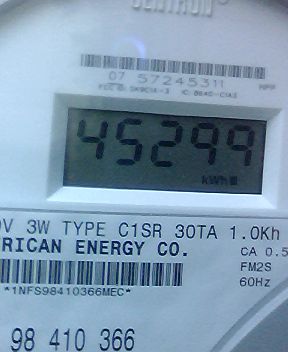 CENTRON
07 57245311
45299
kWh
V 3W TYPE C1SR 30TA 1.0Kh
RICAN ENERGY CO.
CA 0.5
FM2S
60Hz
*1NFS98410366MEC*
98 410 366